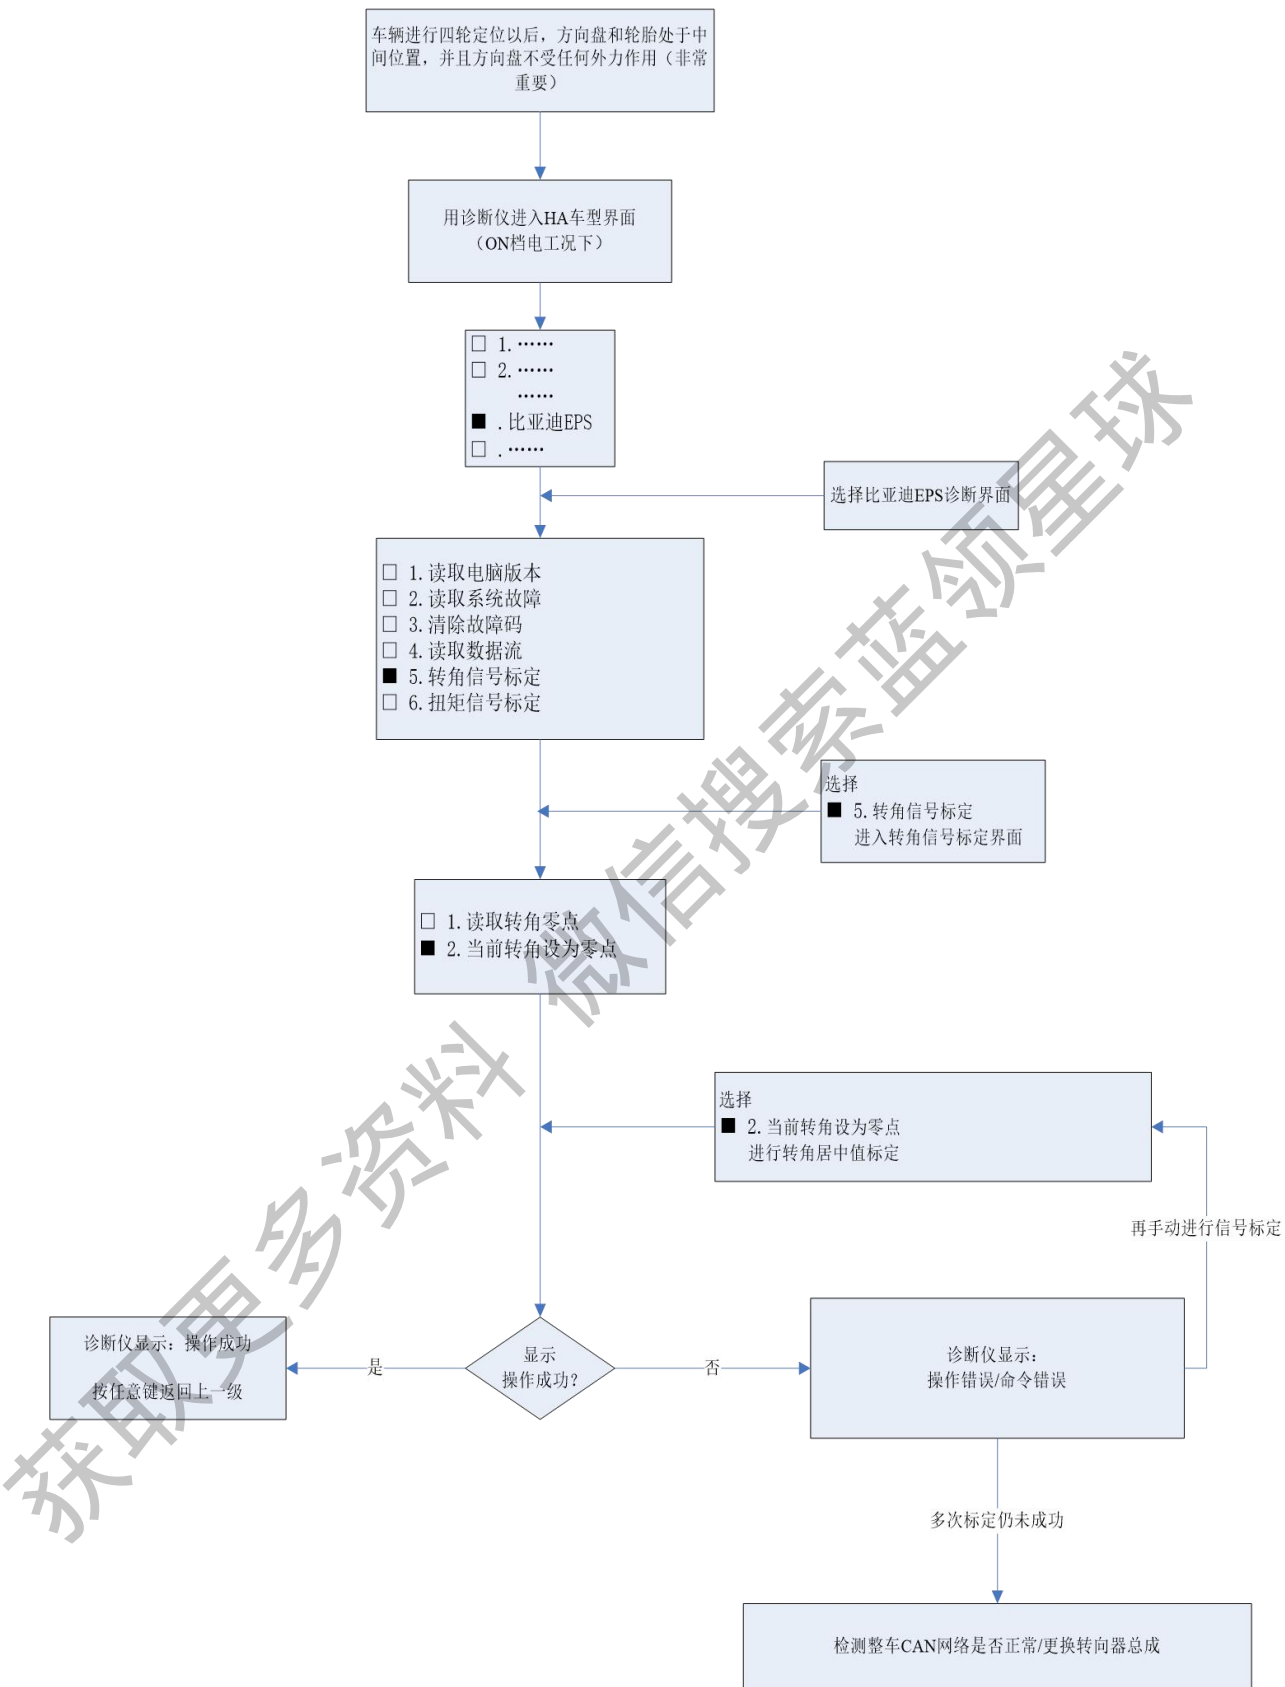 车辆进行四轮定位以后，方向盘和轮胎处于中
间位置，并且方向盘不受任何外力作用（非常
重要）
用诊断仪进入HA车型界面
（ON档电工况下）
□ 1.……
□ 2.……
……
■ .比亚迪EPS
□ .……
选择比亚迪EPS诊断界面
□ 1.读取电脑版本
□ 2.读取系统故障
□ 3.清除故障码
□ 4.读取数据流
■ 5.转角信号标定
□ 6.扭矩信号标定
选择
■ 5.转角信号标定
进入转角信号标定界面
□ 1.读取转角零点
■ 2.当前转角设为零点
选择
■ 2.当前转角设为零点
进行转角居中值标定
再手动进行信号标定
显示
操作成功？
是
否
诊断仪显示：操作成功
按任意键返回上一级
诊断仪显示：
操作错误/命令错误
多次标定仍未成功
检测整车CAN网络是否正常/更换转向器总成
获取更多资料 微信搜索蓝领星球